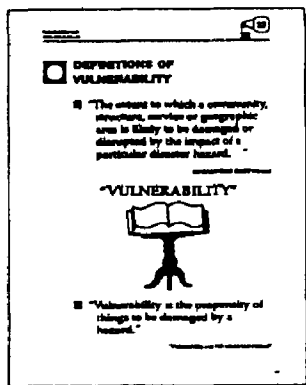 DEFINITIONS OF
VULNERABILITY
"The extent to which a community,
structure, service or geographic
area is likely to be damaged or
disrupted by the impact of a
particular disaster hazard. "
"VULNERABILITY"
"Vulnerability is the propensity of
things to be damaged by a
hazard."